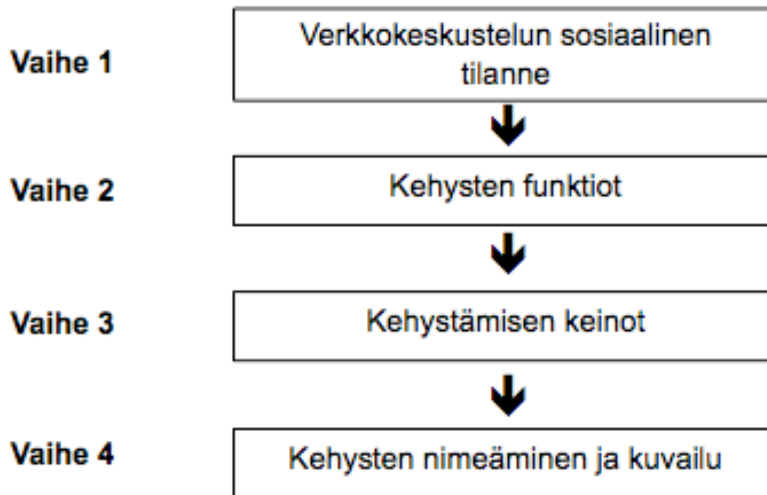 Vaihe 1
Verkkokeskustelun sosiaalinen
tilanne
Vaihe 2
Kehysten funktiot
Vaihe 3
Kehystämisen keinot
Vaihe 4
Kehysten nimeäminen ja kuvailu